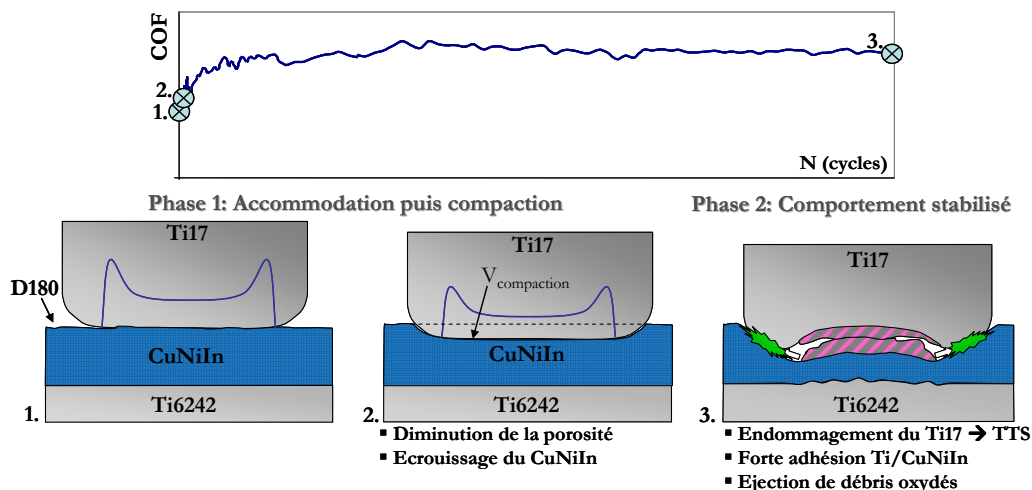 COF
3.
2.
1.
N (cycles)
Phase 1: Accommodation puis compaction
Phase 2: Comportement stabilisé
Ti17
D180
CuNiIn
Ti6242
1.
Ti17
V compaction
CuNiIn
Ti6242
2.
▪ Diminution de la porosité
▪ Ecrouissage du CuNiIn
Ti17
Ti6242
3.
▪ Endommagement du Ti17 → TTS
▪ Forte adhésion Ti/CuNiIn
▪ Ejection de débris oxydés